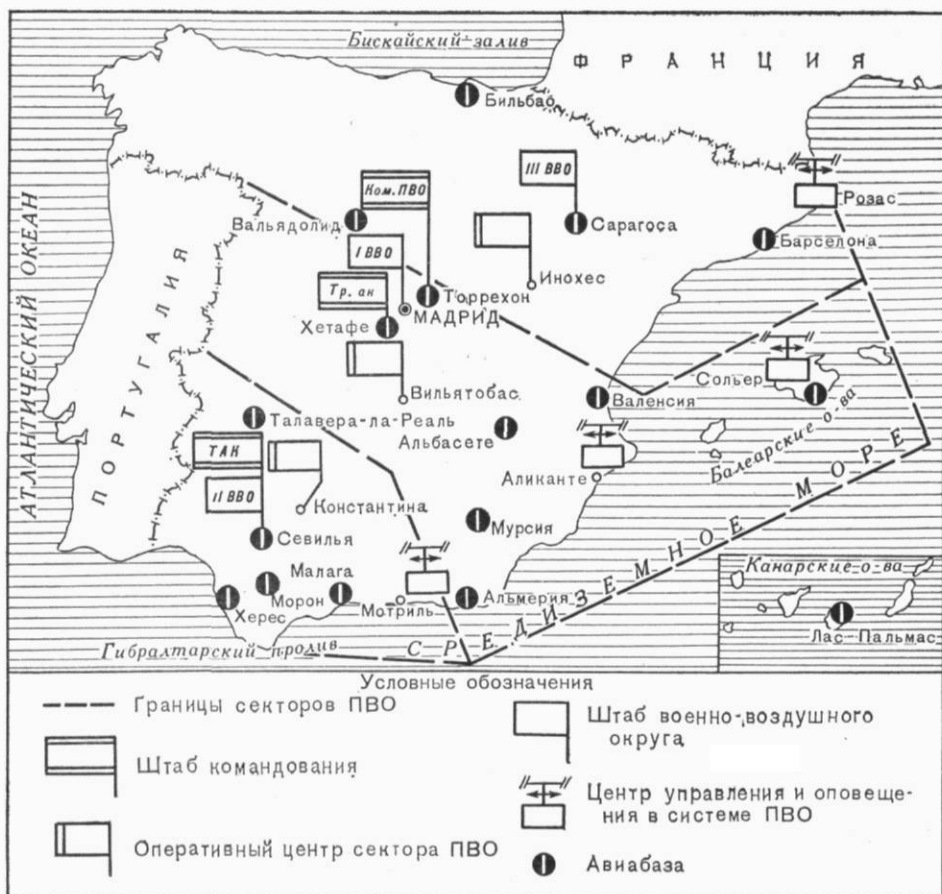 Бискайский залив
ФРАНЦИЯ
Бильбао
Ком. ПВО
III ВВО
Розас
Вальядолид
Сарагоса
Барселона
I ВВО
Инохес
Тр. ак
Торрехон
МАДРИД
Хетафе
АТЛАНТИЧЕСКИЙ ОКЕАН
ПОРТУГАЛИЯ
Вильятобас
Сольер
Валенсия
Талавера-ла-Реаль
Альбасете
Балеарские о-ва
ТАК
II ВВО
Аликанте
Константина
Севилья
Мурсия
СРЕДИЗЕМНОЕ МОРЕ
Малага
Морон
Херес
Мотриль
Альмерия
Канарские о-ва
Лас-Пальмас
Гибралтарский пролив
Условные обозначения
Границы секторов ПВО
Штаб командования
Оперативный центр сектора ПВО
Штаб военно-воздушного
округа
Центр управления и оповеще-
ния в системе ПВО
Авиабаза